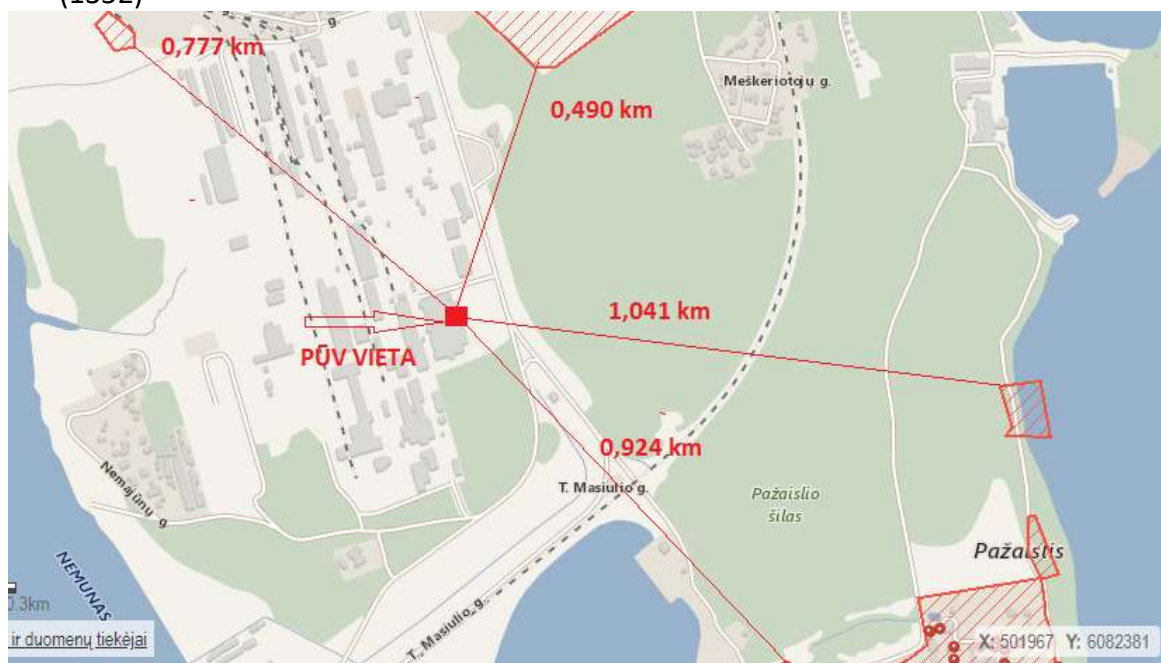 (1332)
g.
g.
0,777 km
Meškeriotojų g.
0,490 km
1,041 km
PŪV VIETA
0,924 km
Nemajūnų g.
T. Masiulio g.
Pažaislio
šilas
Pažaislis
NEMUNAS
0.3km
T. Masiulio g.
ir duomenų tiekėjai
X: 501967 Y: 6082381